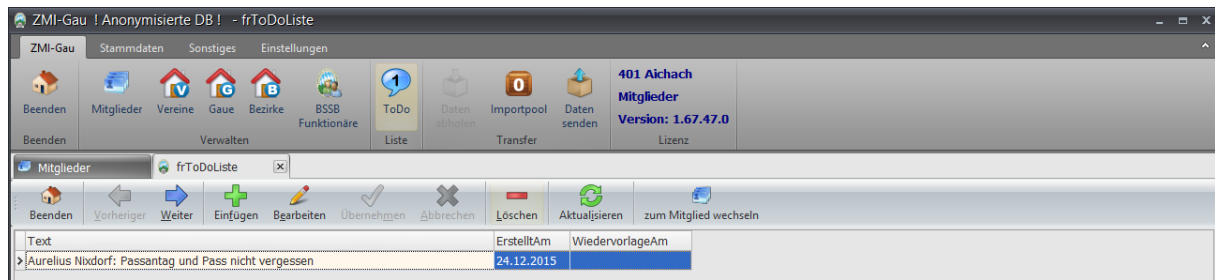 ZMI-Gau ! Anonymisierte DB ! - frToDoListe
ZMI-Gau Stammdaten Sonstiges Einstellungen
Beenden Mitglieder Vereine Gaue Bezirke BSSB Funktionäre ToDo Daten abholen Importpool Daten senden
401 Aichach
Mitglieder
Version: 1.67.47.0
Beenden Verwalten Liste Transfer Lizenz
Mitglieder frToDoListe
Beenden Vorheriger Weiter Einfügen Bearbeiten Übernehmen Abbrechen Löschen Aktualisieren zum Mitglied wechseln
Text ErstelltAm WiedervorlageAm
Aurelius Nixdorf: Passantag und Pass nicht vergessen 24.12.2015